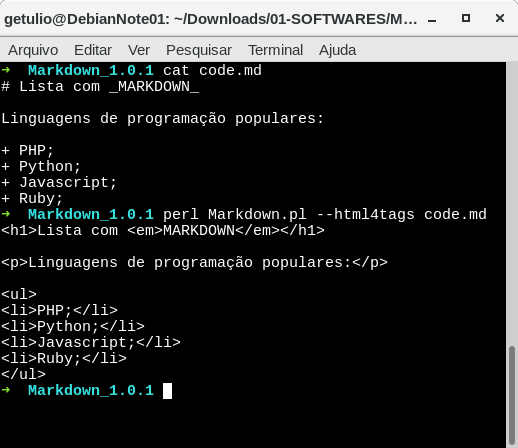 getulio@DebianNote01: ~/Downloads/01-SOFTWARES/M...
Arquivo Editar Ver Pesquisar Terminal Ajuda
➜ Markdown_1.0.1 cat code.md
# Lista com _MARKDOWN_
Linguagens de programação populares:
+ PHP;
+ Python;
+ Javascript;
+ Ruby;
➜ Markdown_1.0.1 perl Markdown.pl --html4tags code.md
<h1>Lista com <em>MARKDOWN</em></h1>
<p>Linguagens de programação populares:</p>
<ul>
<li>PHP;</li>
<li>Python;</li>
<li>Javascript;</li>
<li>Ruby;</li>
</ul>
➜ Markdown_1.0.1